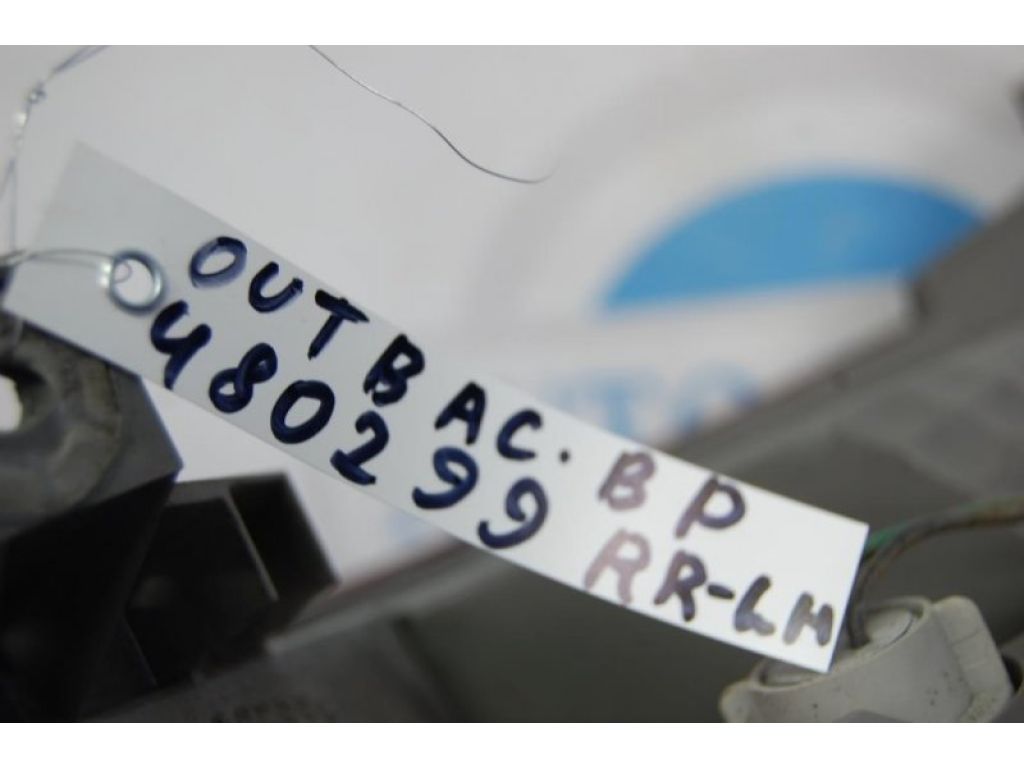 OUTBAC. BP
480299 RR-LH